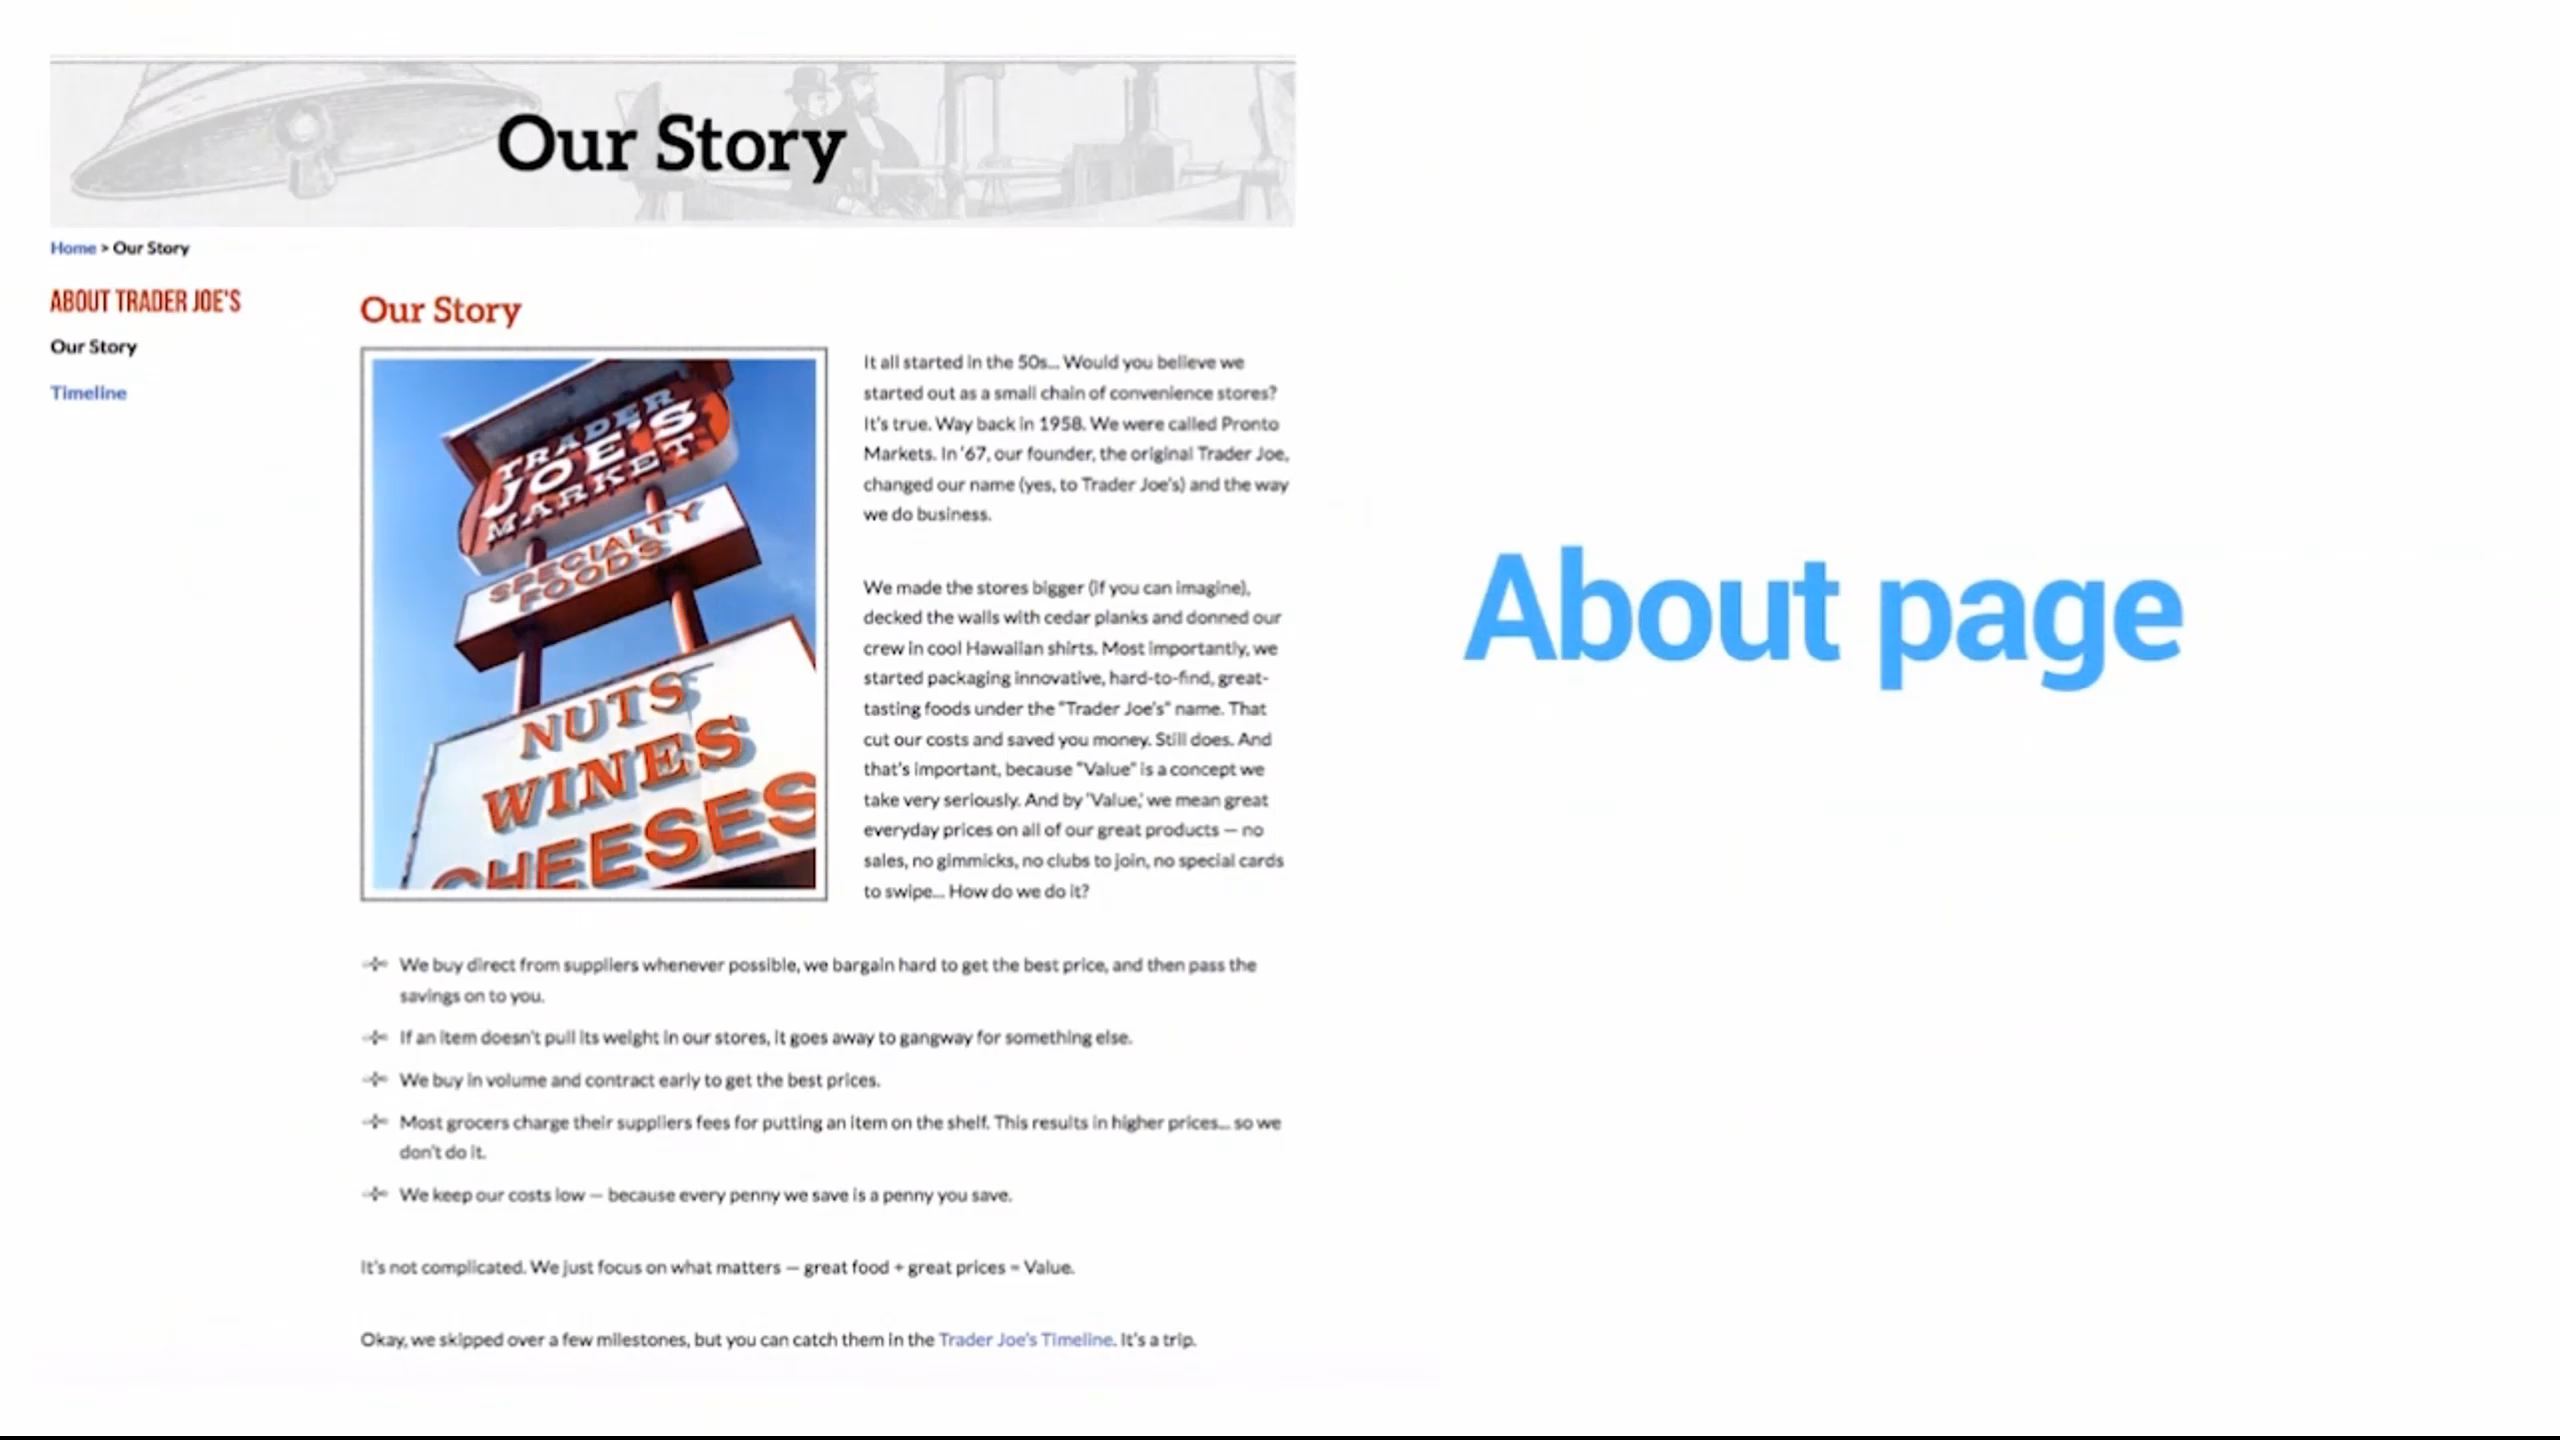 Our Story
Home > Our Story
ABOUT TRADER JOE'S
Our Story
Timeline
Our Story
TRADER
JOE'S
MARKET
SPECIALTY
FOODS
NUTS
WINES
CHEESES
It all started in the 50s... Would you believe we
started out as a small chain of convenience stores?
It's true. Way back in 1958. We were called Pronto
Markets. In '67, our founder, the original Trader Joe,
changed our name (yes, to Trader Joe's) and the way
we do business.
We made the stores bigger (if you can imagine),
decked the walls with cedar planks and donned our
crew in cool Hawaiian shirts. Most importantly, we
started packaging innovative, hard-to-find, great-
tasting foods under the "Trader Joe's" name. That
cut our costs and saved you money. Still does. And
that's important, because "Value" is a concept we
take very seriously. And by 'Value,' we mean great
everyday prices on all of our great products — no
sales, no gimmicks, no clubs to join, no special cards
to swipe... How do we do it?
We buy direct from suppliers whenever possible, we bargain hard to get the best price, and then pass the
savings on to you.
If an item doesn't pull its weight in our stores, it goes away to gangway for something else.
We buy in volume and contract early to get the best prices.
Most grocers charge their suppliers fees for putting an item on the shelf. This results in higher prices... so we
don't do it.
We keep our costs low — because every penny we save is a penny you save.
It's not complicated. We just focus on what matters — great food + great prices = Value.
Okay, we skipped over a few milestones, but you can catch them in the Trader Joe's Timeline. It's a trip.
About page